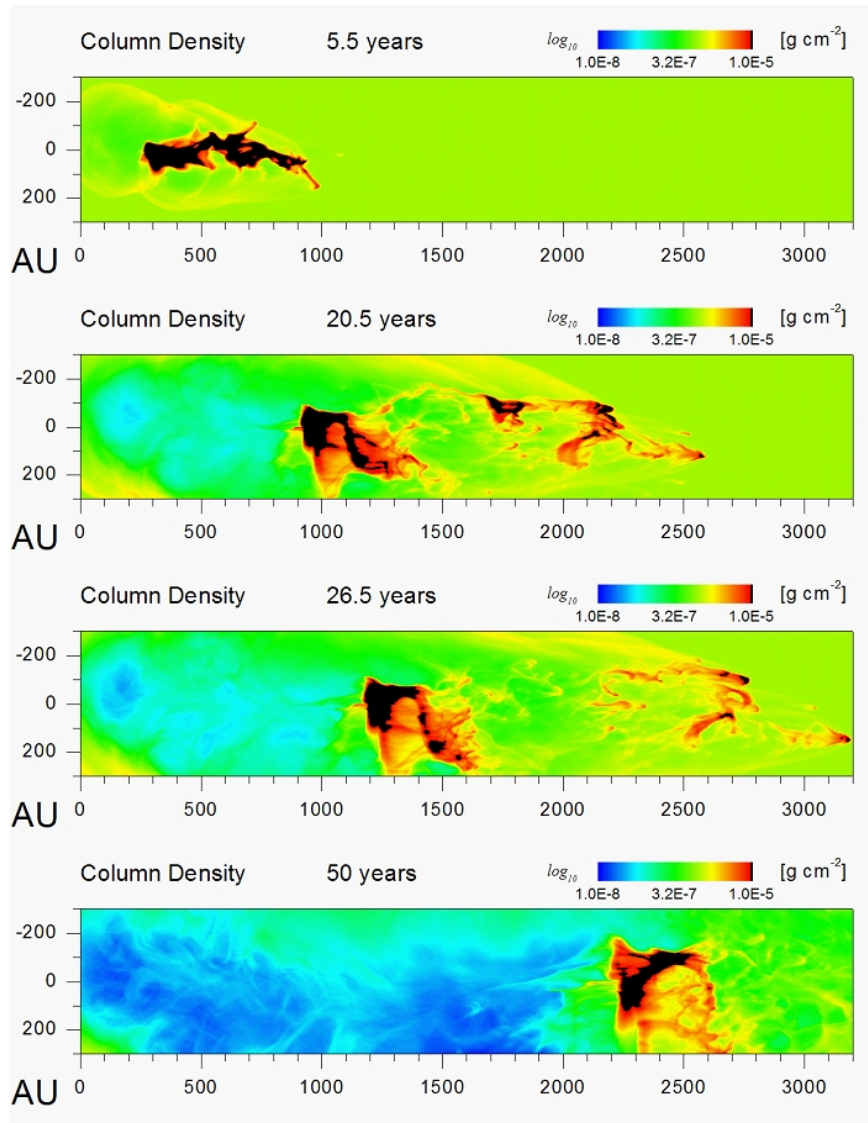 Column Density 5.5 years log₁₀ [g cm⁻²]
1.0E-8 3.2E-7 1.0E-5
-200
0
200
AU 0 500 1000 1500 2000 2500 3000
Column Density 20.5 years log₁₀ [g cm⁻²]
1.0E-8 3.2E-7 1.0E-5
-200
0
200
AU 0 500 1000 1500 2000 2500 3000
Column Density 26.5 years log₁₀ [g cm⁻²]
1.0E-8 3.2E-7 1.0E-5
-200
0
200
AU 0 500 1000 1500 2000 2500 3000
Column Density 50 years log₁₀ [g cm⁻²]
1.0E-8 3.2E-7 1.0E-5
-200
0
200
AU 0 500 1000 1500 2000 2500 3000